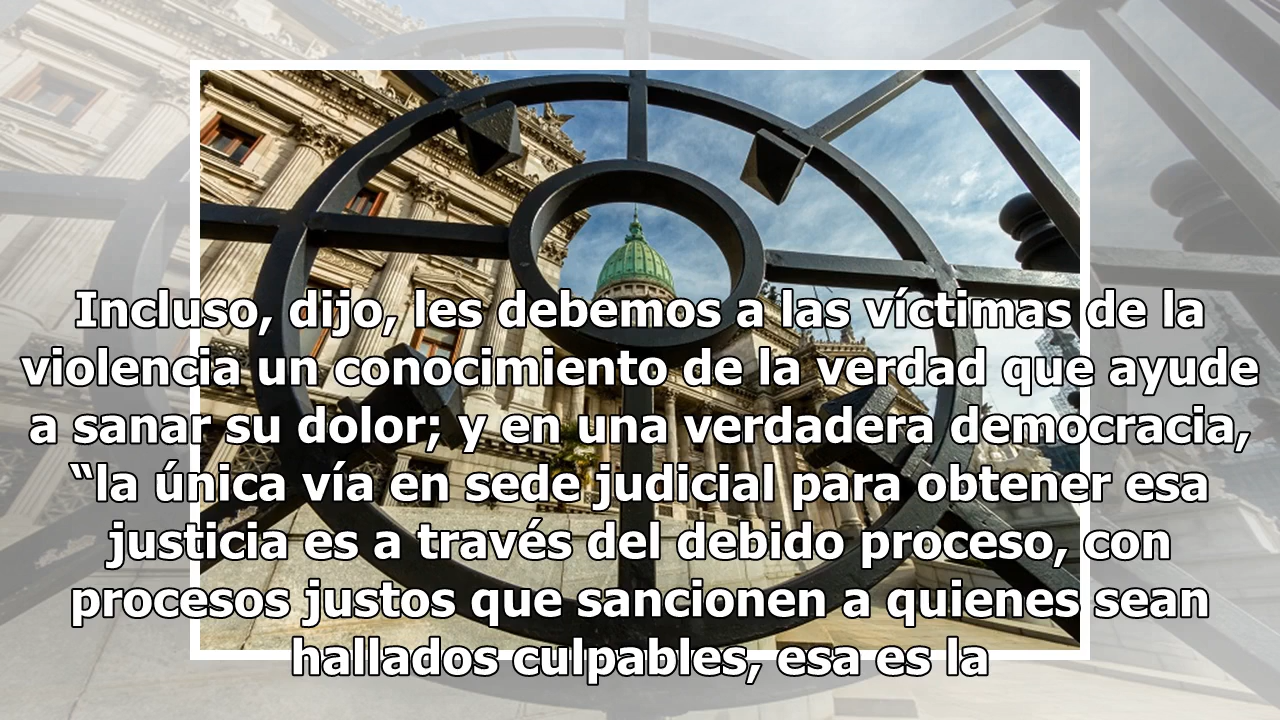 Incluso, dijo, les debemos a las víctimas de la
violencia un conocimiento de la verdad que ayude
a sanar su dolor; y en una verdadera democracia,
“la única vía en sede judicial para obtener esa
justicia es a través del debido proceso, con
procesos justos que sancionen a quienes sean
hallados culpables, esa es la